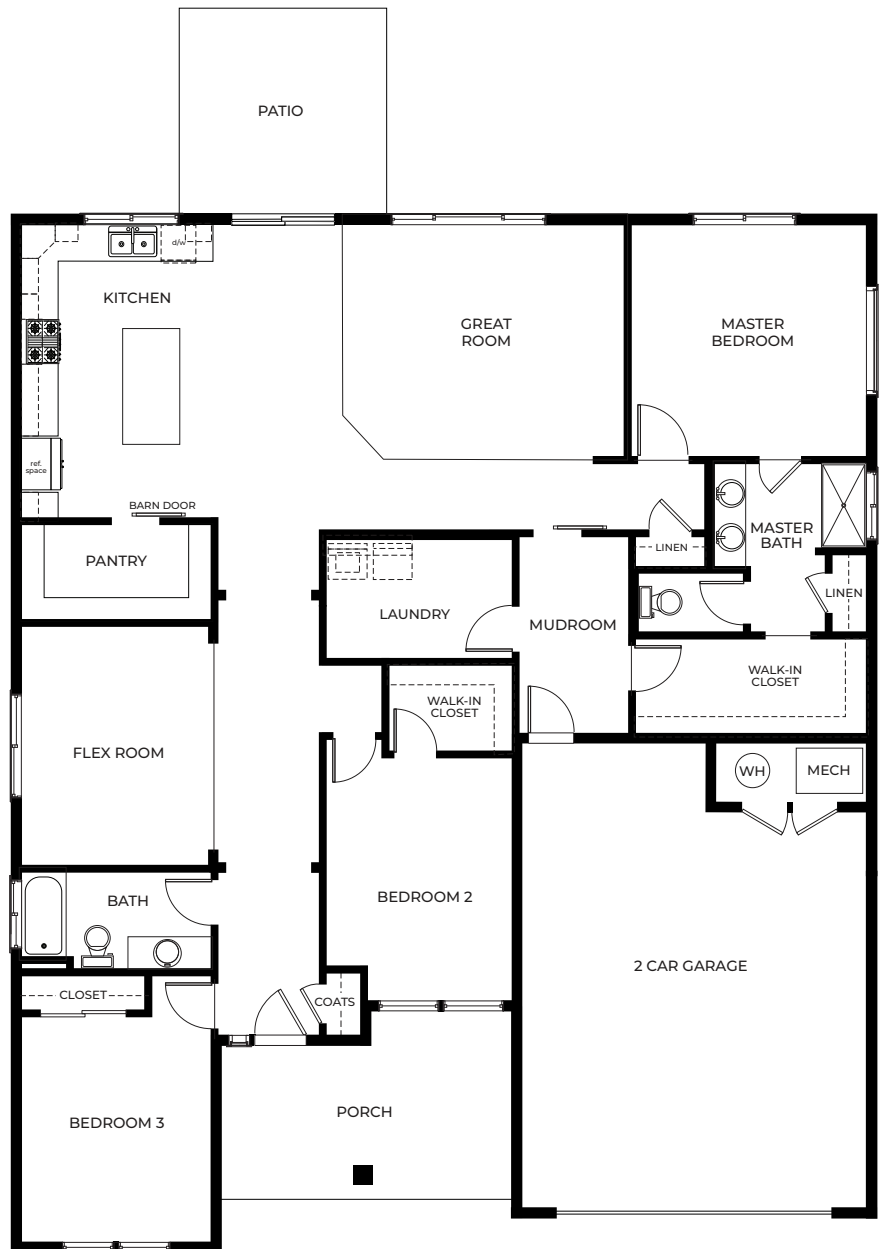 PATIO
d/w
KITCHEN
GREAT
ROOM
MASTER
BEDROOM
ref.
space
BARN DOOR
PANTRY
LINEN
MASTER
BATH
LINEN
LAUNDRY
MUDROOM
WALK-IN
CLOSET
WALK-IN
CLOSET
FLEX ROOM
WH
MECH
BATH
BEDROOM 2
2 CAR GARAGE
CLOSET
COATS
PORCH
BEDROOM 3